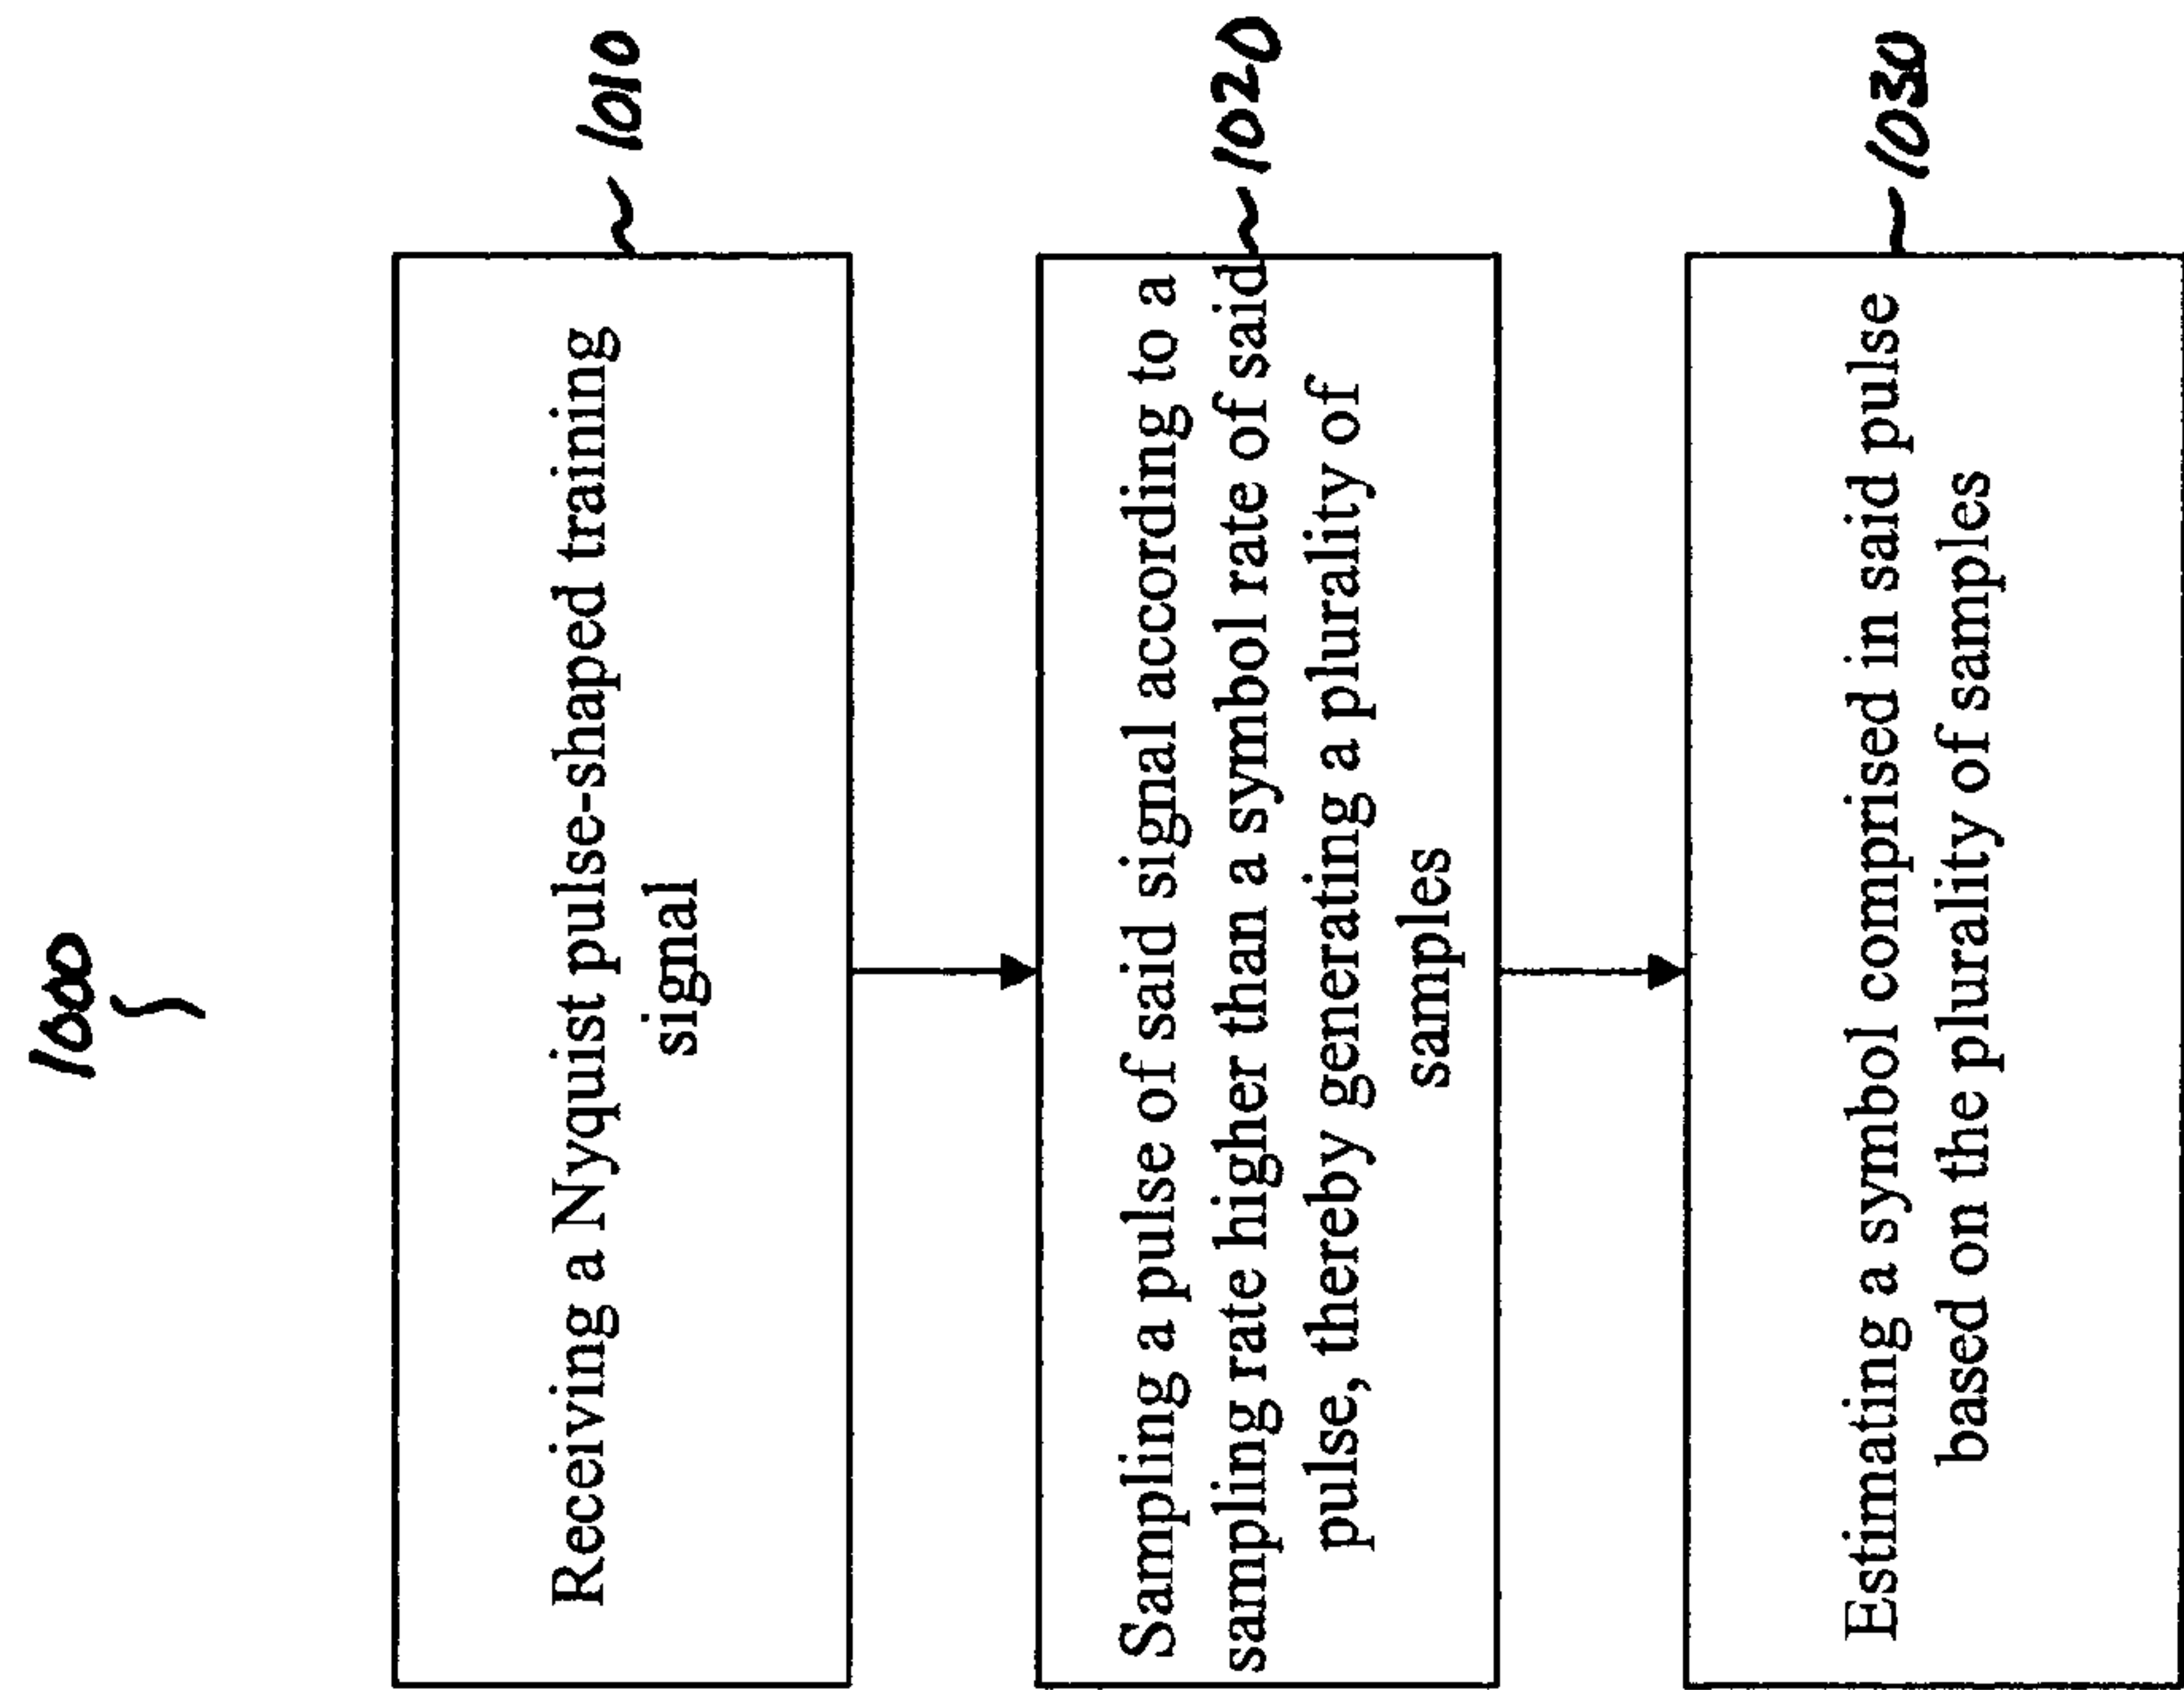 1000
Receiving a Nyquist pulse-shaped training
signal
1010
Sampling a pulse of said signal according to a
sampling rate higher than a symbol rate of said
pulse, thereby generating a plurality of
samples
1020
Estimating a symbol comprised in said pulse
based on the plurality of samples
1030